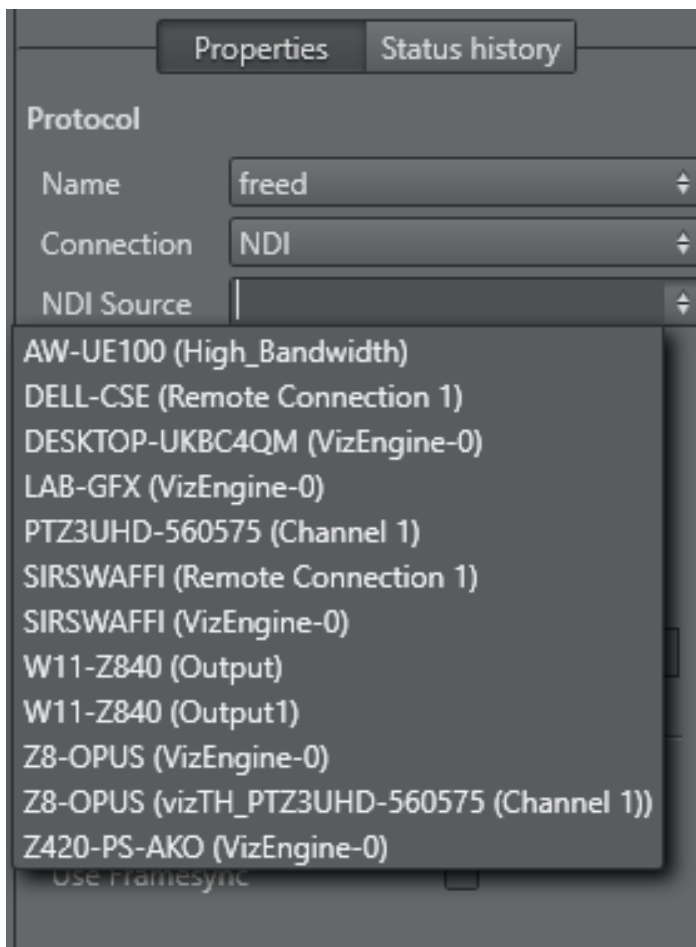 Properties Status history
Protocol
Name freed
Connection NDI
NDI Source
AW-UE100 (High_Bandwidth)
DELL-CSE (Remote Connection 1)
DESKTOP-UKBC4QM (VizEngine-0)
LAB-GFX (VizEngine-0)
PTZ3UHD-560575 (Channel 1)
SIRSWAFFI (Remote Connection 1)
SIRSWAFFI (VizEngine-0)
W11-Z840 (Output)
W11-Z840 (Output1)
Z8-OPUS (VizEngine-0)
Z8-OPUS (vizTH_PTZ3UHD-560575 (Channel 1))
Z420-PS-AKO (VizEngine-0)
Use Framesync